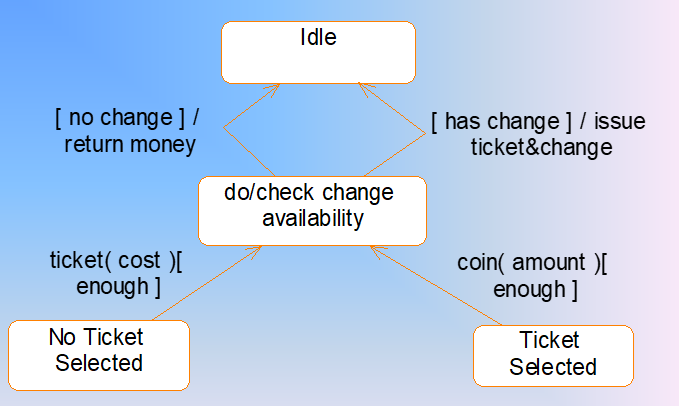 Idle
[ no change ] /
return money
[ has change ] / issue
ticket&change
do/check change
availability
ticket( cost )[
enough ]
coin( amount )[
enough ]
No Ticket
Selected
Ticket
Selected